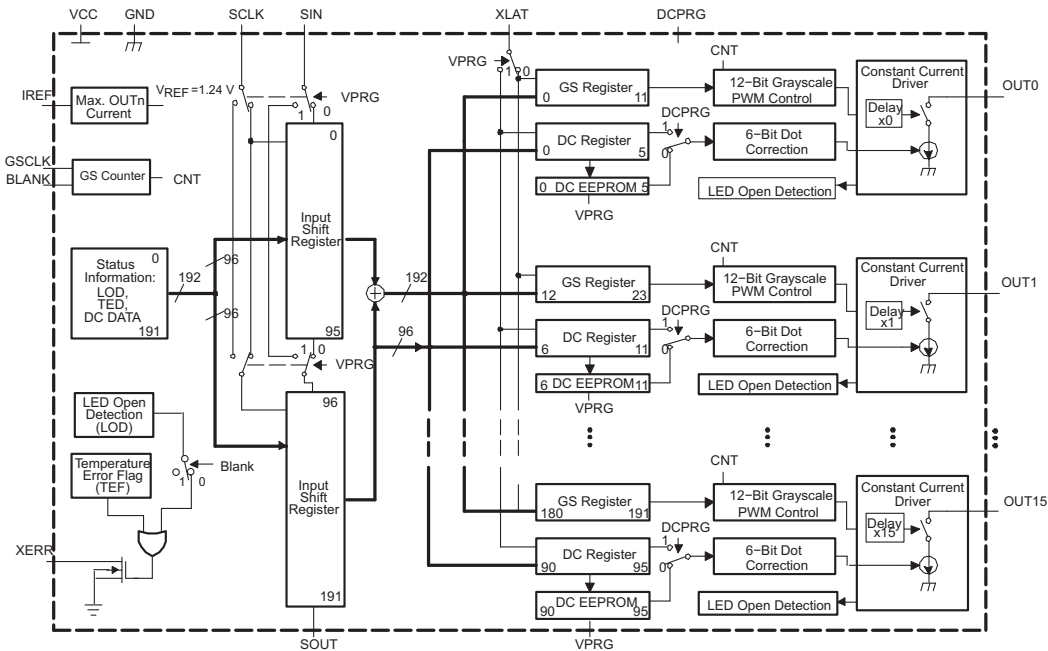 VCC GND SCLK SIN XLAT DCPRG
IREF
Max. OUTn
Current
VREF =1.24 V
VPRG
1 0
GSCLK
BLANK
GS Counter
CNT
Status
Information:
LOD,
TED,
DC DATA
0
191
192
96
96
LED Open
Detection
(LOD)
Temperature
Error Flag
(TEF)
Blank
1 0
XERR
0
Input
Shift
Register
95
1 0
VPRG
96
Input
Shift
Register
191
SOUT
192
96
VPRG
1 0
GS Register
0 11
DC Register
0 5
0 DC EEPROM 5
VPRG
DCPRG
1
0
CNT
12−Bit Grayscale
PWM Control
6−Bit Dot
Correction
LED Open Detection
Constant Current
Driver
Delay
x0
OUT0
GS Register
12 23
DC Register
6 11
6 DC EEPROM 11
VPRG
DCPRG
1
0
CNT
12−Bit Grayscale
PWM Control
6−Bit Dot
Correction
LED Open Detection
Constant Current
Driver
Delay
x1
OUT1
GS Register
180 191
DC Register
90 95
DC EEPROM
90 95
VPRG
DCPRG
1
0
CNT
12−Bit Grayscale
PWM Control
6−Bit Dot
Correction
LED Open Detection
Constant Current
Driver
Delay
x15
OUT15